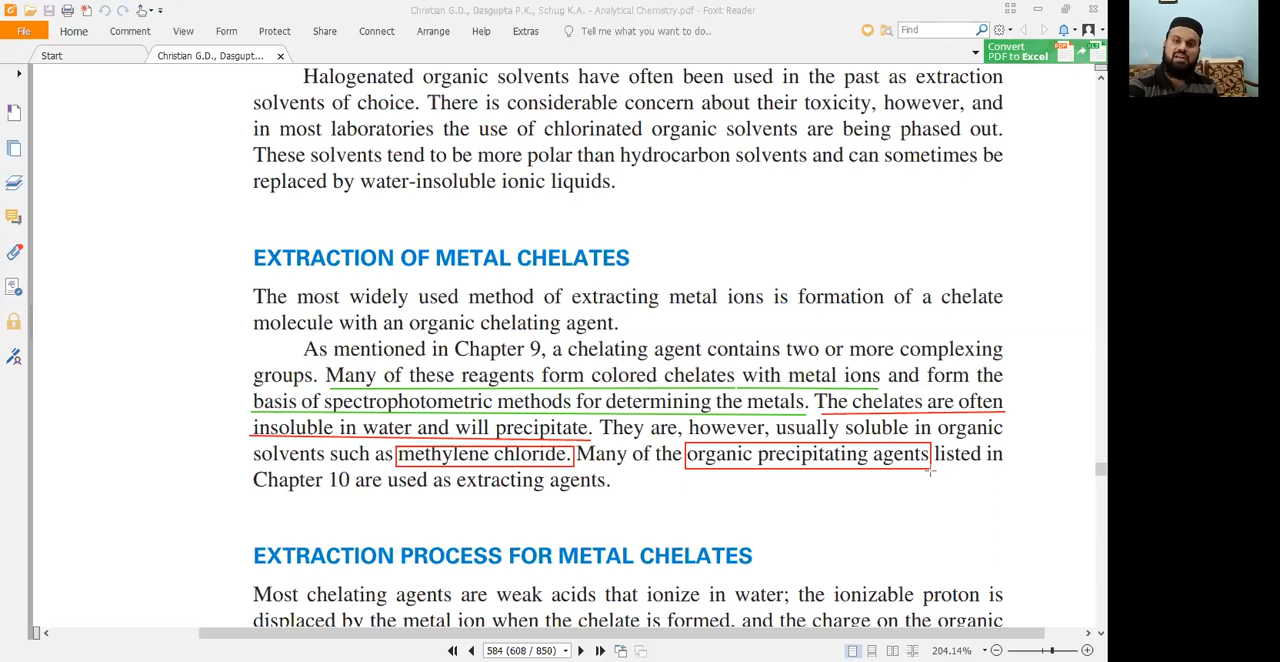 Christian G.D., Dasgupta P.K., Schug K.A. - Analytical Chemistry.pdf - Foxit Reader
File Home Comment View Form Protect Share Connect Arrange Help Extras Tell me what you want to do.. Find
Start Christian G.D., Dasgupt... Convert
PDF to Excel
Halogenated organic solvents have often been used in the past as extraction
solvents of choice. There is considerable concern about their toxicity, however, and
in most laboratories the use of chlorinated organic solvents are being phased out.
These solvents tend to be more polar than hydrocarbon solvents and can sometimes be
replaced by water-insoluble ionic liquids.
EXTRACTION OF METAL CHELATES
The most widely used method of extracting metal ions is formation of a chelate
molecule with an organic chelating agent.
As mentioned in Chapter 9, a chelating agent contains two or more complexing
groups. Many of these reagents form colored chelates with metal ions and form the
basis of spectrophotometric methods for determining the metals. The chelates are often
insoluble in water and will precipitate. They are, however, usually soluble in organic
solvents such as methylene chloride. Many of the organic precipitating agents listed in
Chapter 10 are used as extracting agents.
EXTRACTION PROCESS FOR METAL CHELATES
Most chelating agents are weak acids that ionize in water; the ionizable proton is
displaced by the metal ion when the chelate is formed, and the charge on the organic
584 (608 / 850) 204.14%